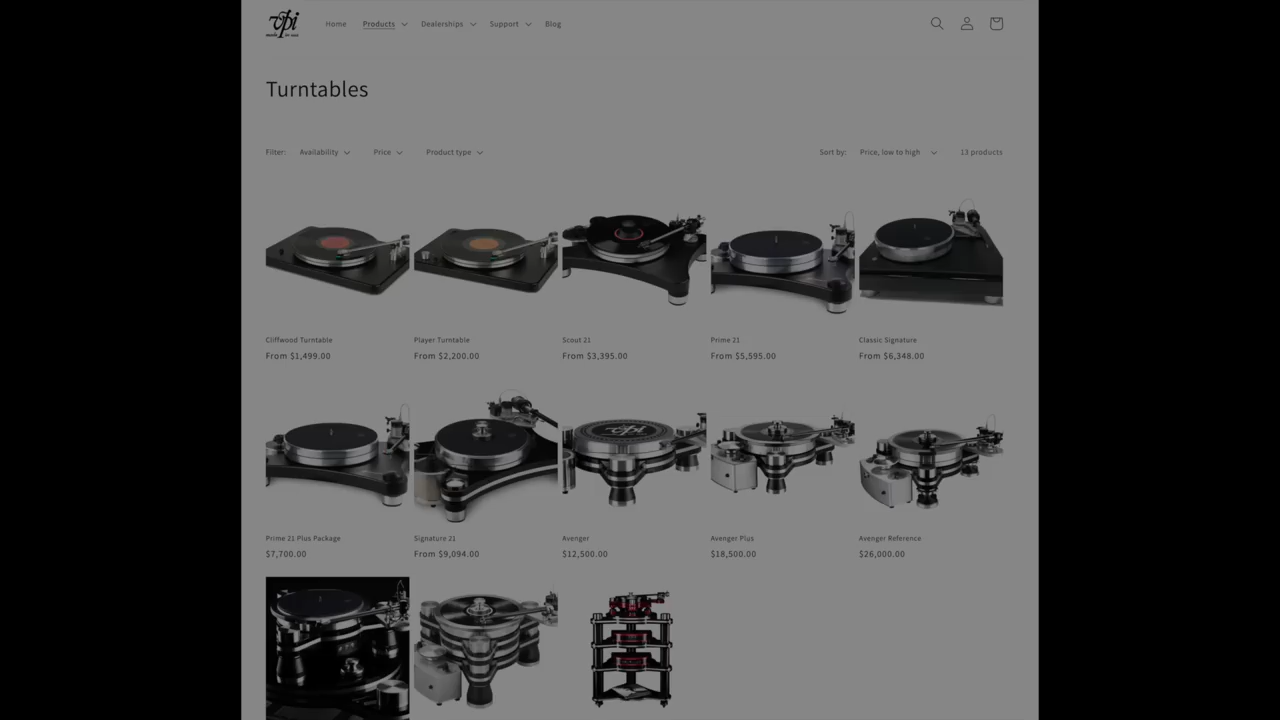 vpi
made in usa
Home
Products
Dealerships
Support
Blog
Turntables
Filter:
Availability
Price
Product type
Sort by:
Price, low to high
13 products
Cliffwood Turntable
From $1,499.00
Player Turntable
From $2,200.00
Scout 21
From $3,395.00
Prime 21
From $5,595.00
Classic Signature
From $6,348.00
Prime 21 Plus Package
$7,700.00
Signature 21
From $9,094.00
vpi
Avenger
$12,500.00
Avenger Plus
$18,500.00
Avenger Reference
$26,000.00